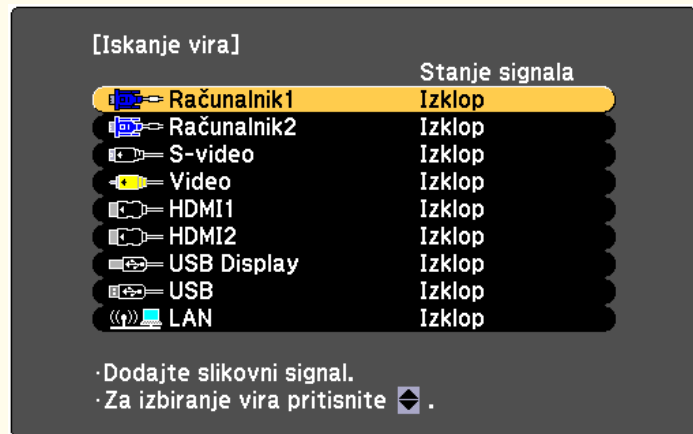 [Iskanje vira]
Stanje signala
Računalnik1 Izklop
Računalnik2 Izklop
S-video Izklop
Video Izklop
HDMI1 Izklop
HDMI2 Izklop
USB Display Izklop
USB Izklop
LAN Izklop
·Dodajte slikovni signal.
·Za izbiranje vira pritisnite .